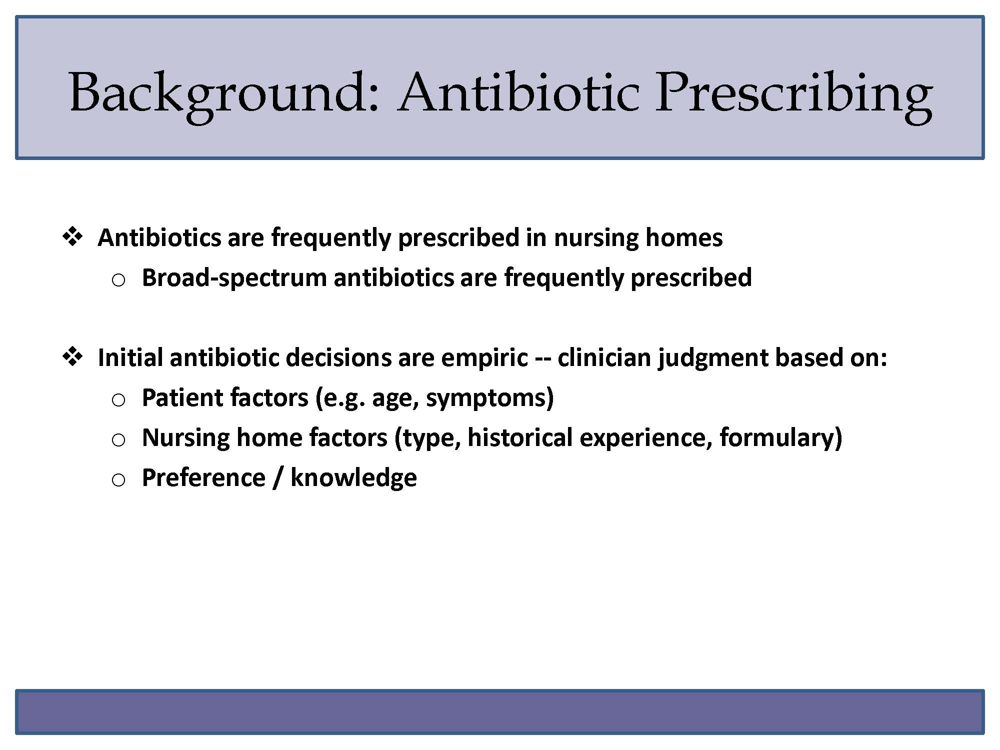 Background: Antibiotic Prescribing
❖ Antibiotics are frequently prescribed in nursing homes
o Broad-spectrum antibiotics are frequently prescribed
❖ Initial antibiotic decisions are empiric -- clinician judgment based on:
o Patient factors (e.g. age, symptoms)
o Nursing home factors (type, historical experience, formulary)
o Preference / knowledge